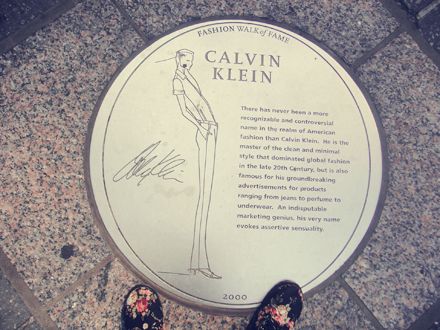 FASHION WALK of FAME
CALVIN
KLEIN
There has never been a more
recognizable and controversial
name in the realm of American
fashion than Calvin Klein. He is the
master of the clean and minimal
style that dominated global fashion
in the late 20th Century, but is also
famous for his groundbreaking
advertisements for products
ranging from jeans to perfume to
underwear. An indisputable
marketing genius, his very name
evokes assertive sensuality.
Calvin Klein
2000